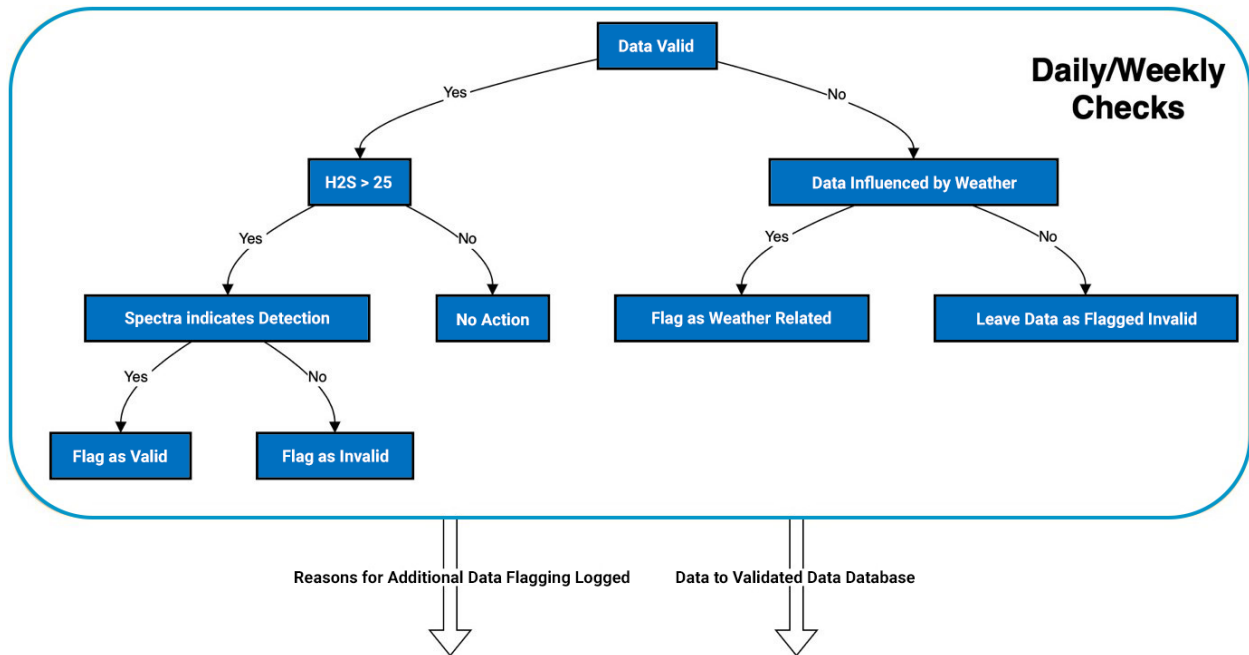 Data Valid
Daily/Weekly
Checks
Yes
No
H2S > 25
Data Influenced by Weather
Yes
No
Yes
No
Spectra indicates Detection
No Action
Flag as Weather Related
Leave Data as Flagged Invalid
Yes
No
Flag as Valid
Flag as Invalid
Reasons for Additional Data Flagging Logged
Data to Validated Data Database